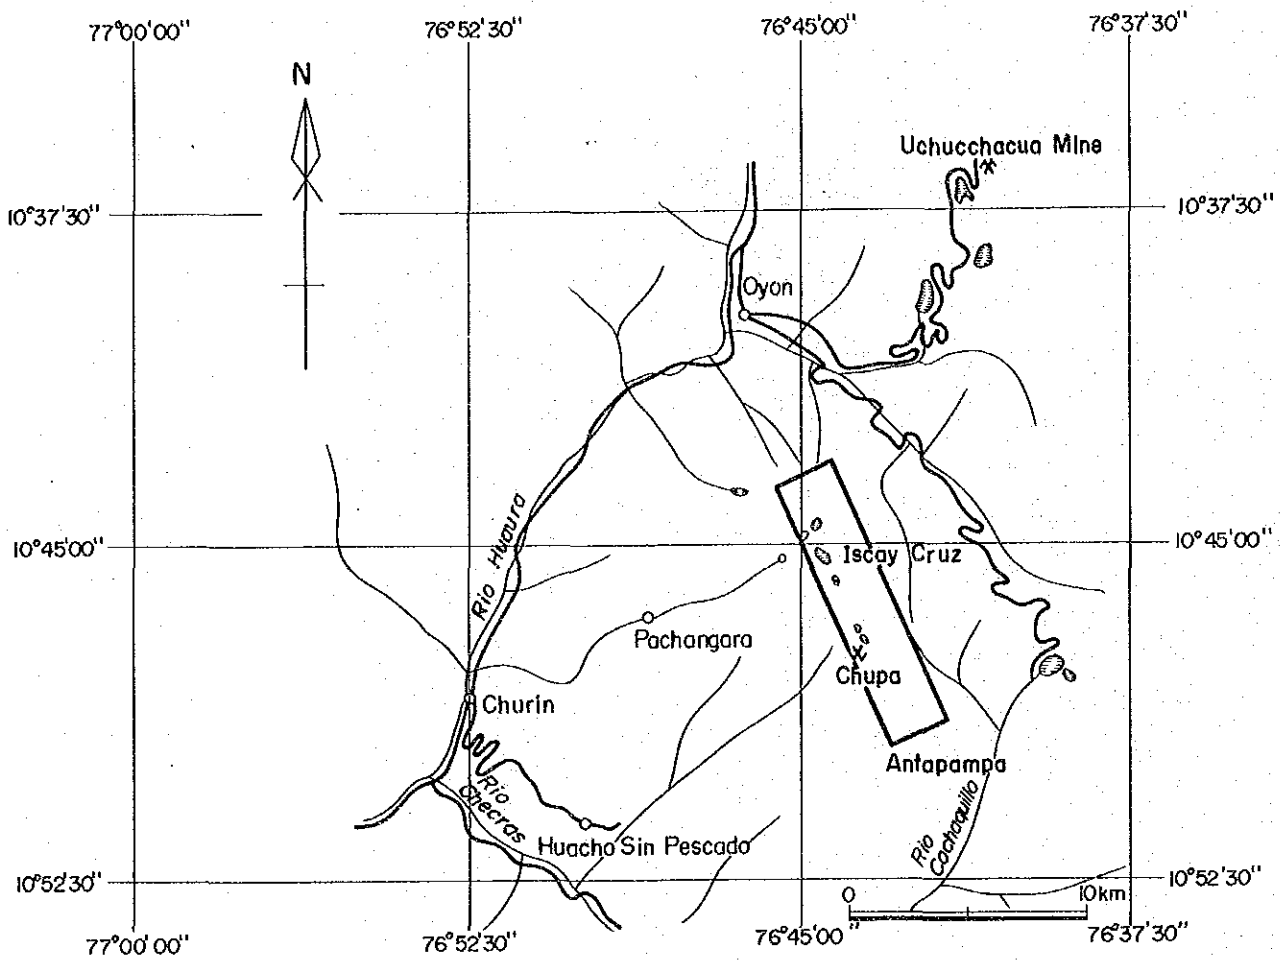 77°00'00" 76°52'30" 76°45'00" 76°37'30"
N
Uchucchacua Mine
10°37'30" 10°37'30"
Oyon
Rio Huaura
10°45'00" 10°45'00"
Iscay Cruz
Pachangara
Chupa
Churin
Antapampa
Rio
Checras
Rio
Cochaquillo
Huacho Sin Pescado
10°52'30" 10°52'30"
0 10km
77°00'00" 76°52'30" 76°45'00" 76°37'30"